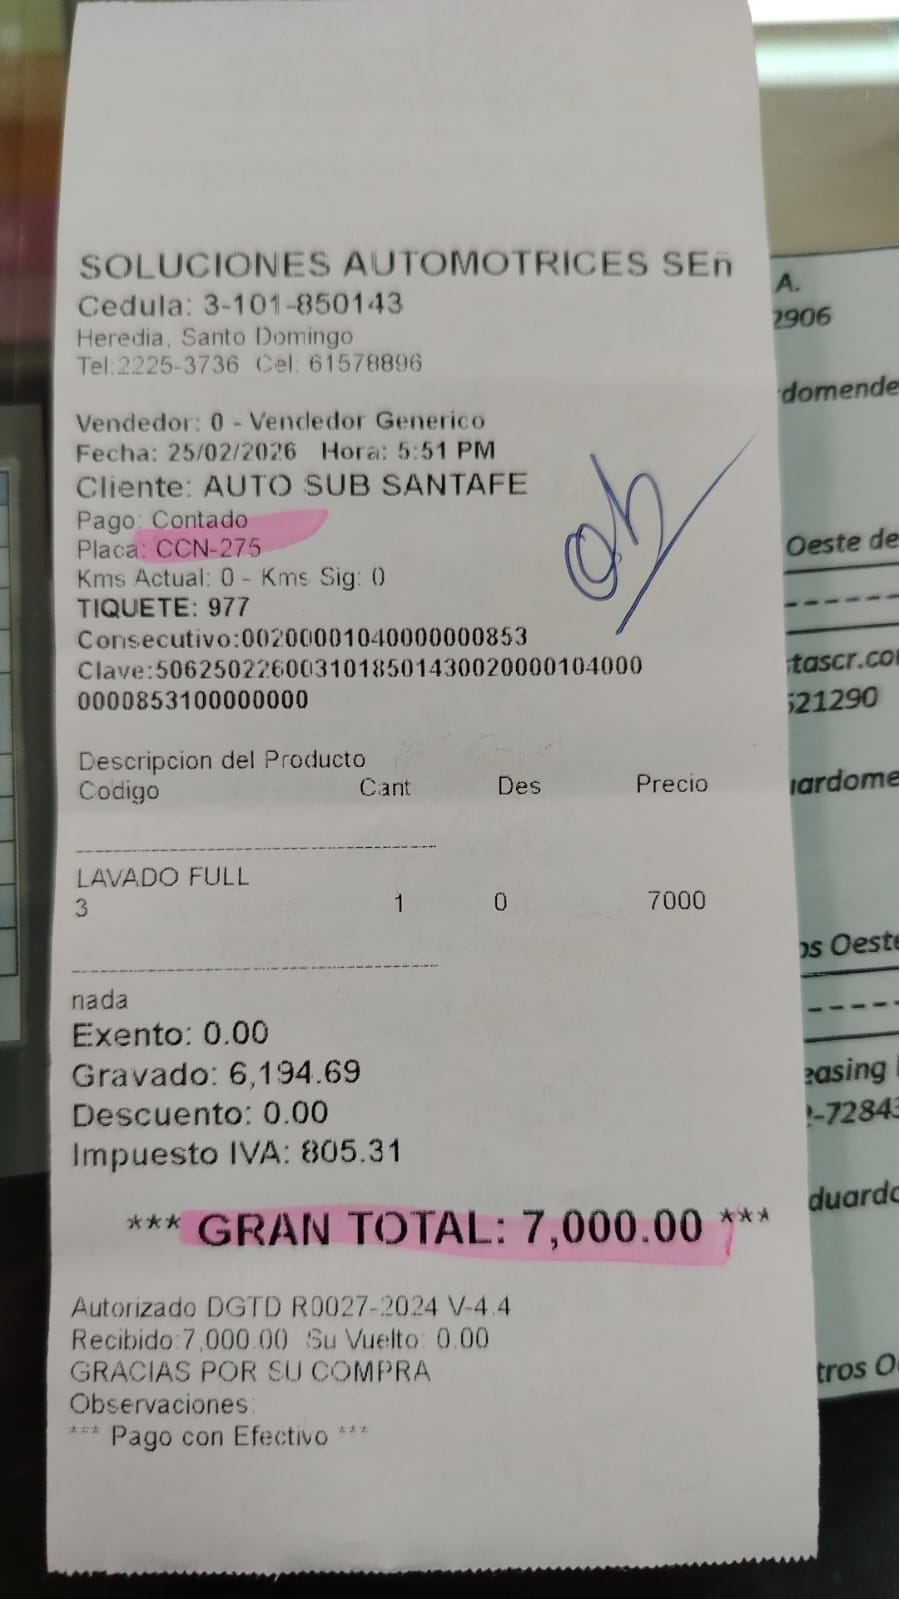 SOLUCIONES AUTOMOTRICES SEñ
Cedula: 3-101-850143
Heredia, Santo Domingo
Tel:2225-3736 Cel: 61578896
Vendedor: 0 - Vendedor Generico
Fecha: 25/02/2026 Hora: 5:51 PM
Cliente: AUTO SUB SANTAFE
Pago: Contado
Placa: CCN-275
Kms Actual: 0 - Kms Sig: 0
TIQUETE: 977
Consecutivo:00200001040000000853
Clave:5062502260031018501430020000104000
0000853100000000
Descripcion del Producto
Codigo Cant Des Precio
LAVADO FULL
3 1 0 7000
nada
Exento: 0.00
Gravado: 6,194.69
Descuento: 0.00
Impuesto IVA: 805.31
*** GRAN TOTAL: 7,000.00 ***
Autorizado DGTD R0027-2024 V-4.4
Recibido:7,000.00 Su Vuelto: 0.00
GRACIAS POR SU COMPRA
Observaciones:
*** Pago con Efectivo ***
A.
2906
domende
Oeste de
tascr.co
521290
ardome
os Oeste
easing
-7284
duardo
tros O